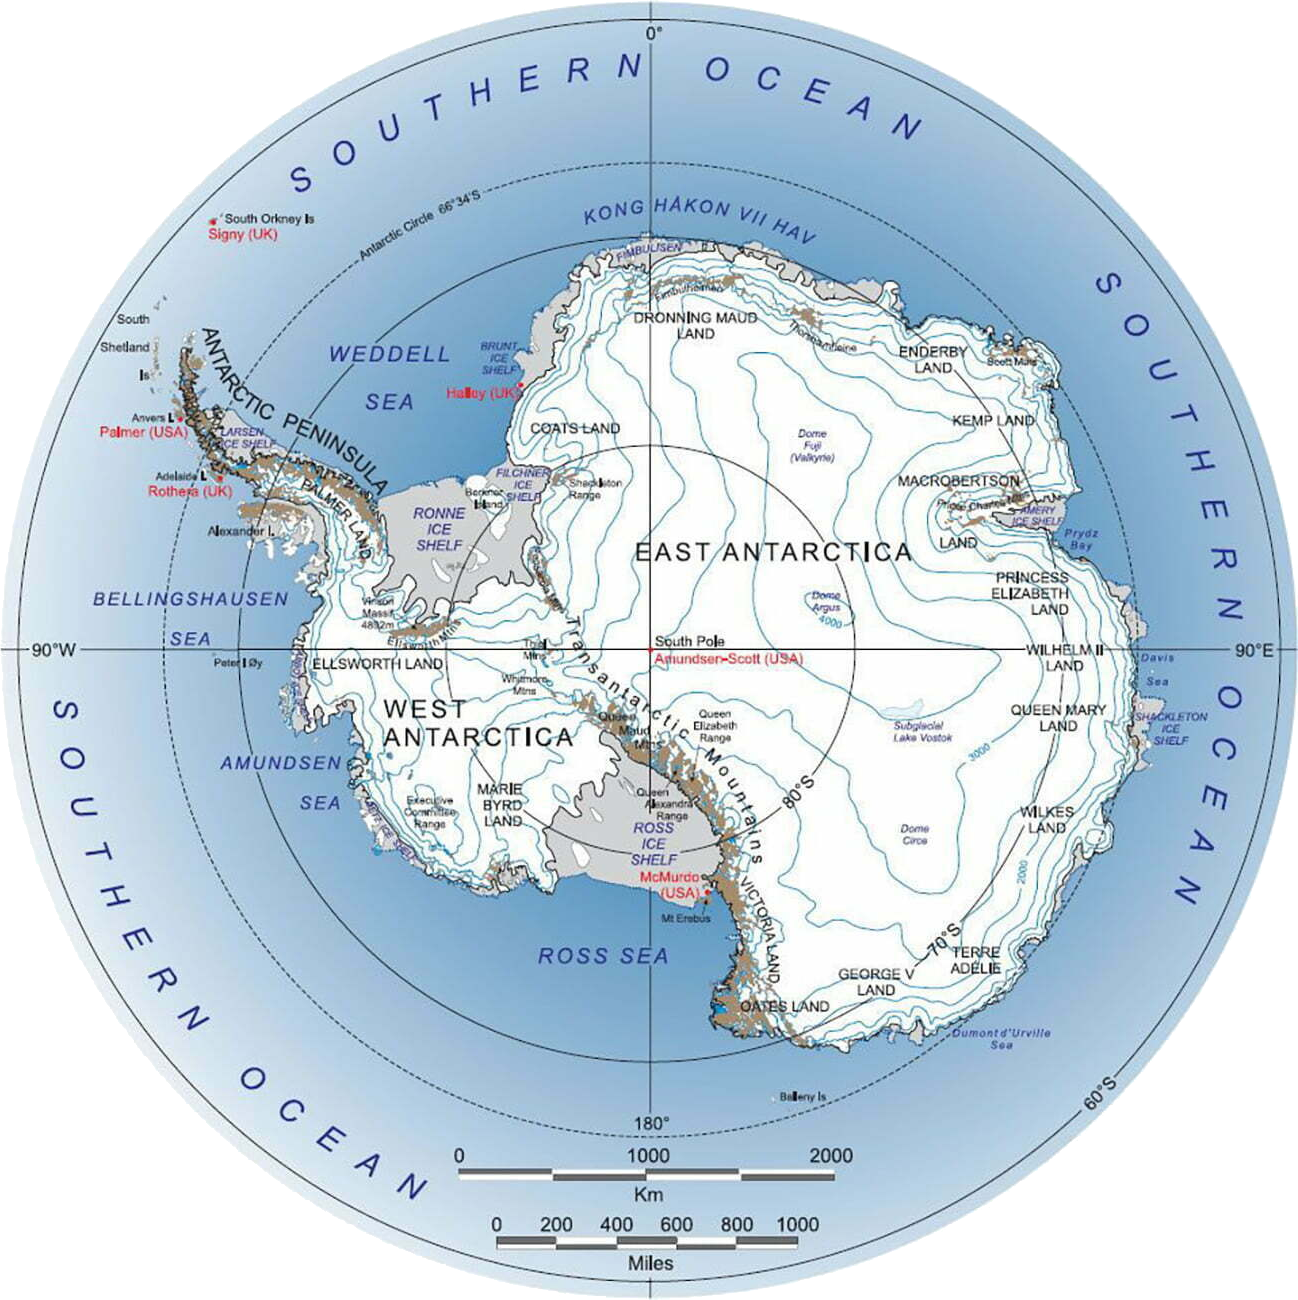 0°
SOUTHERN OCEAN
Antarctic Circle 66°34'S
South Orkney Is
Signy (UK)
KONG HÅKON VII HAV
FIMBULISEN
SOUTHERN OCEAN
South
Shetland
Is
ANTARCTIC PENINSULA
WEDDELL
SEA
BRUNT
ICE
SHELF
Halley (UK)
DRONNING MAUD
LAND
ENDERBY
LAND
Scott Mtns
Anvers I.
Palmer (USA)
LARSEN
ICE SHELF
COATS LAND
Dome
Fuji
(Valkyrie)
KEMP LAND
Adelaide I.
Rothera (UK)
PALMER LAND
Alexander I.
Berkner
Island
FILCHNER
ICE
SHELF
Shackleton
Range
RONNE
ICE
SHELF
MACROBERTSON
LAND
AMERY
ICE SHELF
Prydz
Bay
EAST ANTARCTICA
BELLINGSHAUSEN
SEA
Vinson
Massif
4892m
Ellsworth Mtns
Dome
Argus
4000
PRINCESS
ELIZABETH
LAND
90°W
Peter I Øy
ELLSWORTH LAND
Thiel
Mtns
South Pole
Amundsen-Scott (USA)
WILHELM II
LAND
90°E
Davis
Sea
Transantarctic Mountains
Whitmore
Mtns
WEST
ANTARCTICA
Queen
Maud
Mtns
Queen
Elizabeth
Range
Subglacial
Lake Vostok
QUEEN MARY
LAND
SHACKLETON
ICE
SHELF
3000
AMUNDSEN
SEA
Executive
Committee
Range
MARIE
BYRD
LAND
Queen
Alexandra
Range
80°S
ROSS
ICE
SHELF
Dome
Circe
WILKES
LAND
2000
McMurdo
(USA)
Mt Erebus
VICTORIA LAND
SOUTHERN OCEAN
ROSS SEA
70°S
TERRE
ADELIE
GEORGE V
LAND
OATES LAND
Dumont d'Urville
Sea
Balleny Is
60°S
180°
0 1000 2000
Km
0 200 400 600 800 1000
Miles